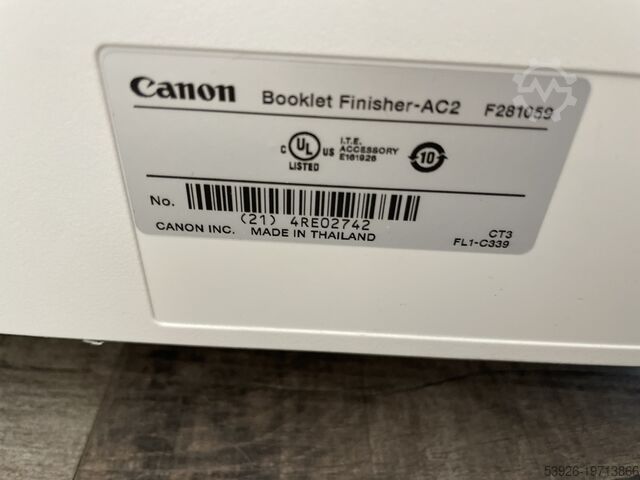 Canon Booklet Finisher-AC2 F281059
C UL US LISTED I.T.E. ACCESSORY E161926 10
No.
(21) 4RE02742
CANON INC. MADE IN THAILAND CT3
FL1-C339
53926-19713866